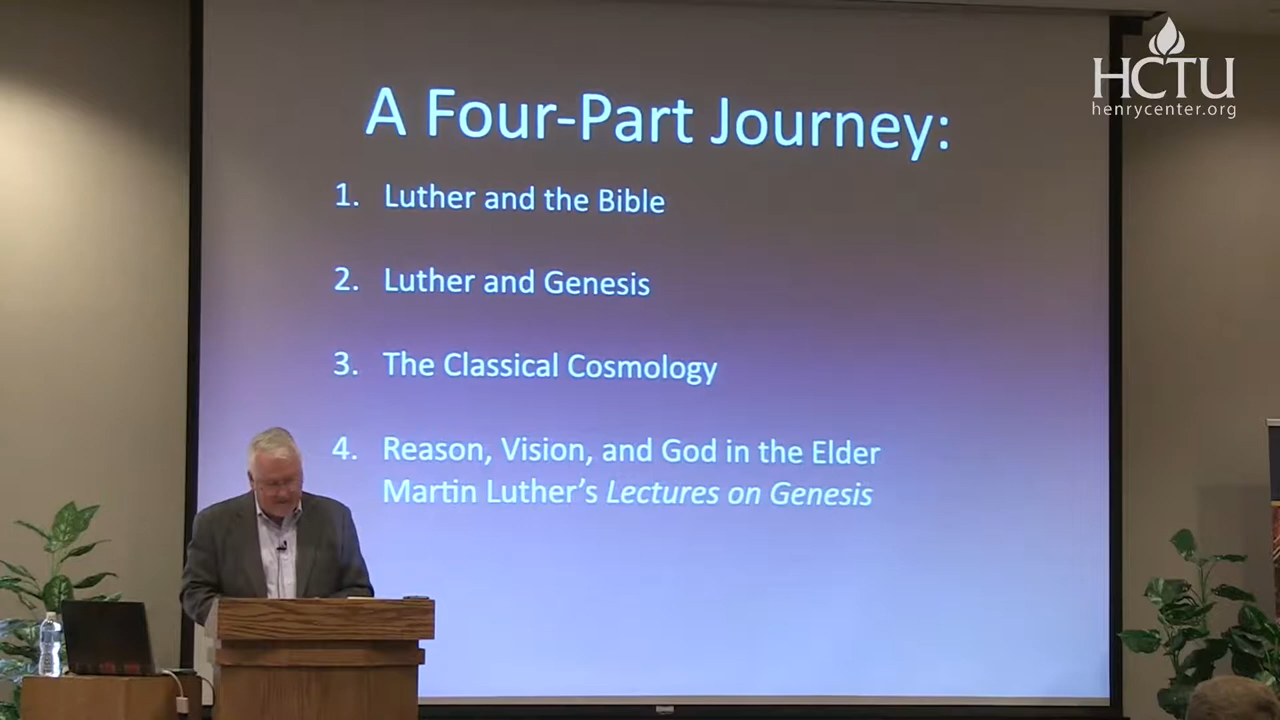 HCTU
henrycenter.org
A Four-Part Journey:
1. Luther and the Bible
2. Luther and Genesis
3. The Classical Cosmology
4. Reason, Vision, and God in the Elder
Martin Luther's Lectures on Genesis